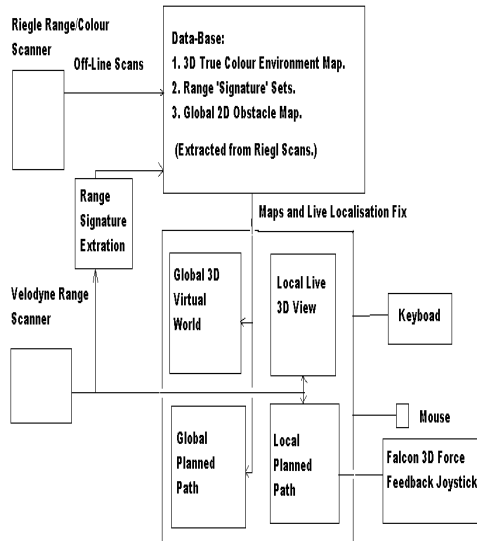 Riegle Range/Colour
Scanner
Off-Line Scans
Data-Base:
1. 3D True Colour Environment Map.
2. Range 'Signature' Sets.
3. Global 2D Obstacle Map.
(Extracted from Riegl Scans.)
Range
Signature
Extration
Maps and Live Localisation Fix
Velodyne Range
Scanner
Global 3D
Virtual
World
Local Live
3D View
Keyboad
Mouse
Global
Planned
Path
Local
Planned
Path
Falcon 3D Force
Feedback Joystick